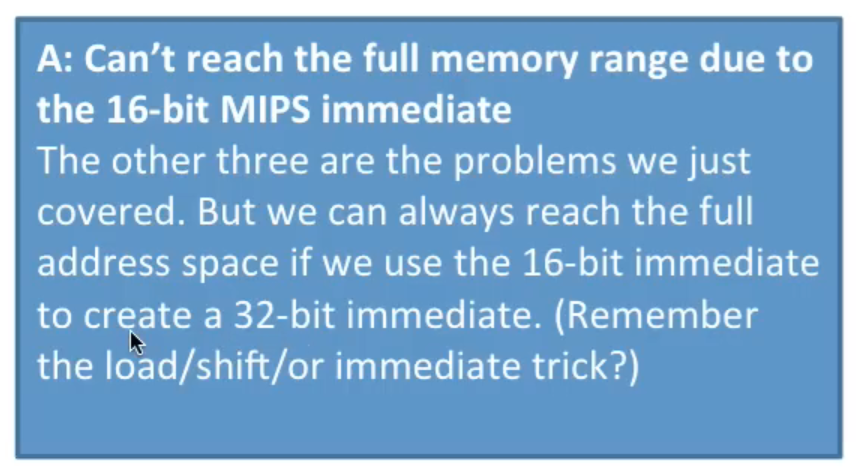 A: Can’t reach the full memory range due to
the 16-bit MIPS immediate
The other three are the problems we just
covered. But we can always reach the full
address space if we use the 16-bit immediate
to create a 32-bit immediate. (Remember
the load/shift/or immediate trick?)